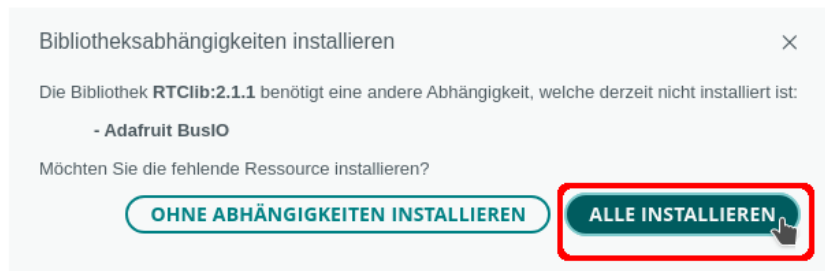 Bibliotheksabhängigkeiten installieren
Die Bibliothek RTClib:2.1.1 benötigt eine andere Abhängigkeit, welche derzeit nicht installiert ist:
- Adafruit BusIO
Möchten Sie die fehlende Ressource installieren?
OHNE ABHÄNGIGKEITEN INSTALLIEREN ALLE INSTALLIEREN